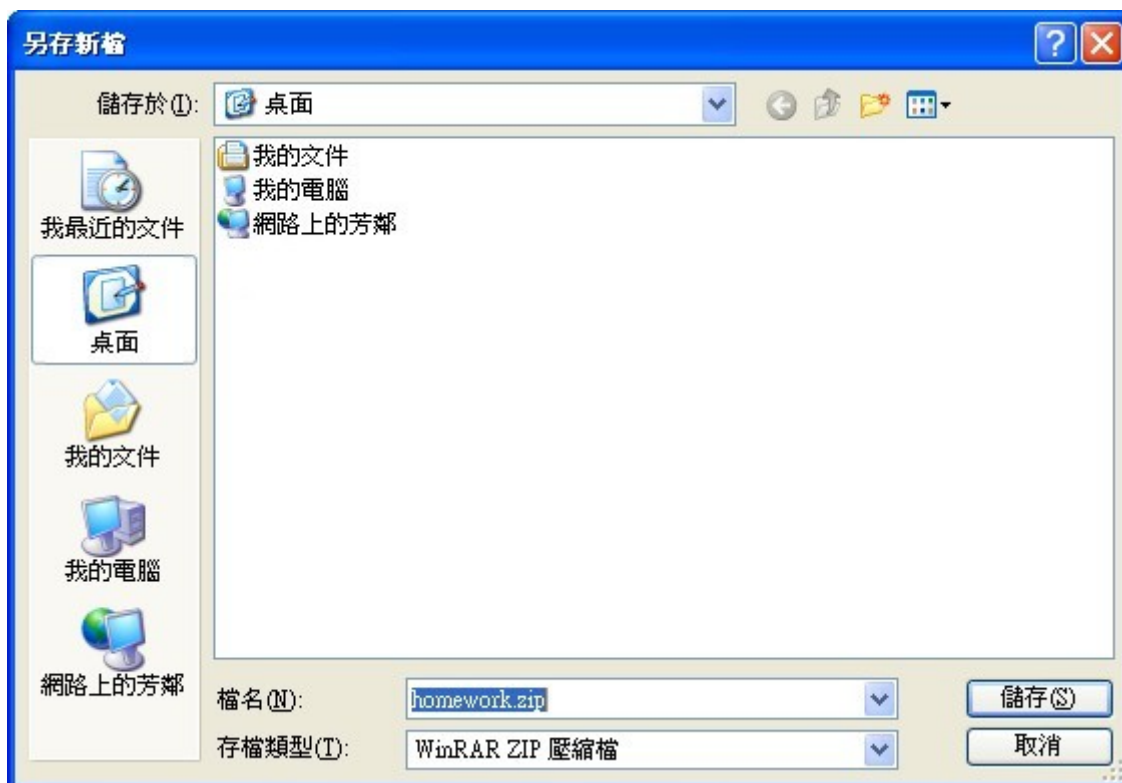 另存新檔
儲存於(I):
桌面
我的文件
我的電腦
網路上的芳鄰
我最近的文件
桌面
我的文件
我的電腦
網路上的芳鄰
檔名(N):
homework.zip
儲存(S)
存檔類型(T):
WinRAR ZIP 壓縮檔
取消